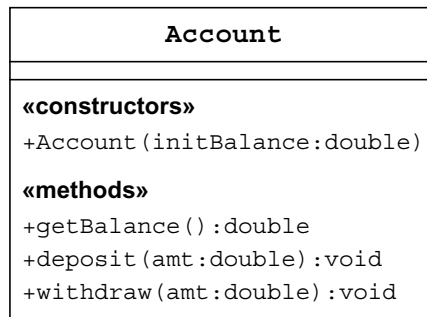 Account
«constructors»
+Account(initBalance:double)
«methods»
+getBalance():double
+deposit(amt:double):void
+withdraw(amt:double):void